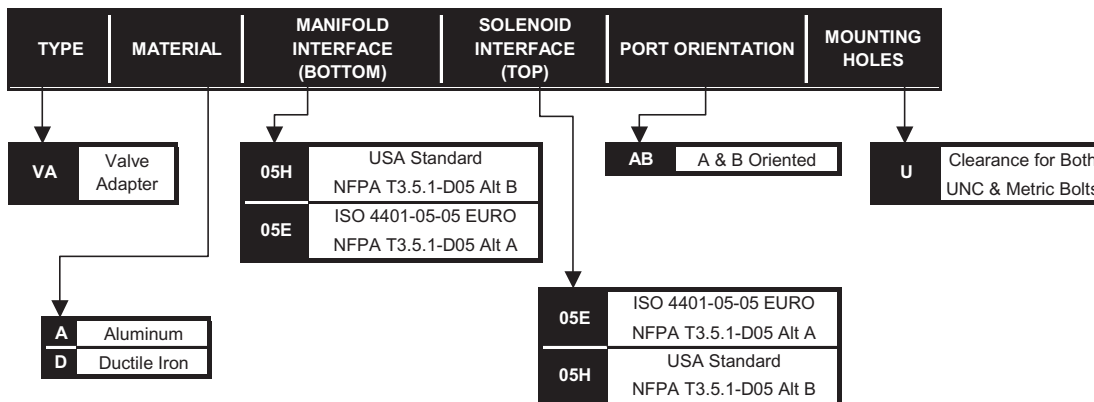 TYPE
MATERIAL
MANIFOLD
INTERFACE
(BOTTOM)
SOLENOID
INTERFACE
(TOP)
PORT ORIENTATION
MOUNTING
HOLES
VA
Valve
Adapter
05H
USA Standard
NFPA T3.5.1-D05 Alt B
05E
ISO 4401-05-05 EURO
NFPA T3.5.1-D05 Alt A
AB
A & B Oriented
U
Clearance for Both
UNC & Metric Bolts
A
Aluminum
D
Ductile Iron
05E
ISO 4401-05-05 EURO
NFPA T3.5.1-D05 Alt A
05H
USA Standard
NFPA T3.5.1-D05 Alt B